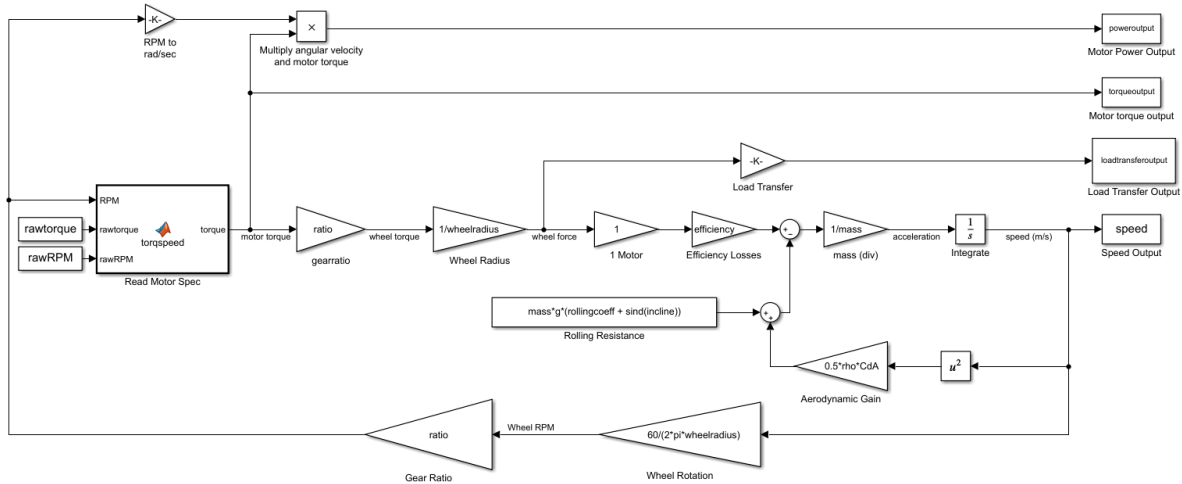 -K-
RPM to
rad/sec
×
Multiply angular velocity
and motor torque
poweroutput
Motor Power Output
torqueoutput
Motor torque output
-K-
Load Transfer
loadtransferoutput
Load Transfer Output
rawtorque
rawRPM
RPM
rawtorque
rawRPM
torqspeed
torque
Read Motor Spec
motor torque
ratio
gearratio
wheel torque
1/wheelradius
Wheel Radius
wheel force
1
1 Motor
efficiency
Efficiency Losses
+
−
1/mass
mass (div)
acceleration
1
s
Integrate
speed (m/s)
speed
Speed Output
mass*g*(rollingcoeff + sind(incline))
Rolling Resistance
+
+
0.5*rho*CdA
Aerodynamic Gain
u²
ratio
Gear Ratio
Wheel RPM
60/(2*pi*wheelradius)
Wheel Rotation